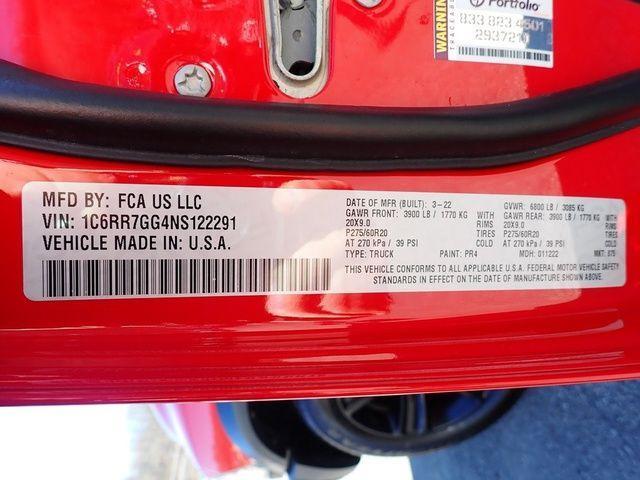 Portfolio
WARNING
TRACEABLE
833 823 4501
MFD BY: FCA US LLC
VIN: 1C6RR7GG4NS122291
VEHICLE MADE IN: U.S.A.
DATE OF MFR (BUILT): 3-22 GVWR: 6800 LB / 3085 KG
GAWR FRONT: 3900 LB / 1770 KG WITH GAWR REAR: 3900 LB / 1770 KG WITH
20X9.0 RIMS 20X9.0 RIMS
P275/60R20 TIRES P275/60R20 TIRES
AT 270 kPa / 39 PSI COLD AT 270 kPa / 39 PSI COLD
TYPE: TRUCK PAINT: PR4 MDH: 011222 MKT:
THIS VEHICLE CONFORMS TO ALL APPLICABLE U.S.A. FEDERAL MOTOR VEHICLE SAFETY
STANDARDS IN EFFECT ON THE DATE OF MANUFACTURE SHOWN ABOVE.